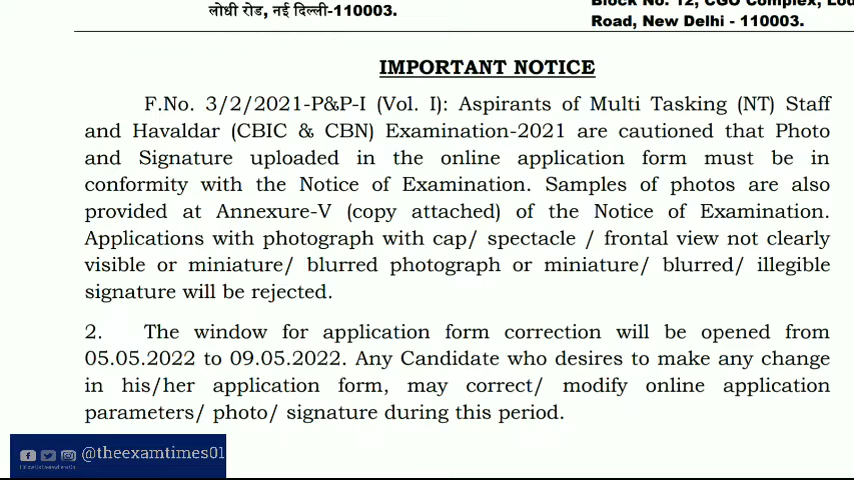 लोधी रोड, नई दिल्ली-110003.
Block No. 12, CGO Complex, Lod
Road, New Delhi - 110003.
IMPORTANT NOTICE
F.No. 3/2/2021-P&P-I (Vol. I): Aspirants of Multi Tasking (NT) Staff
and Havaldar (CBIC & CBN) Examination-2021 are cautioned that Photo
and Signature uploaded in the online application form must be in
conformity with the Notice of Examination. Samples of photos are also
provided at Annexure-V (copy attached) of the Notice of Examination.
Applications with photograph with cap/ spectacle / frontal view not clearly
visible or miniature/ blurred photograph or miniature/ blurred/ illegible
signature will be rejected.
2. The window for application form correction will be opened from
05.05.2022 to 09.05.2022. Any Candidate who desires to make any change
in his/her application form, may correct/ modify online application
parameters/ photo/ signature during this period.
@theexamtimes01